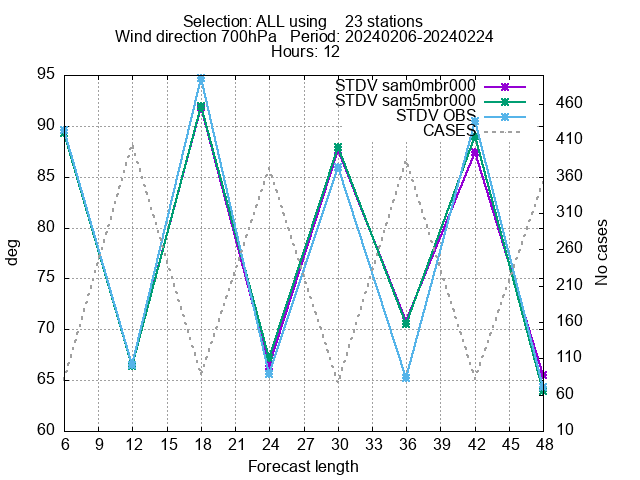 Selection: ALL using 23 stations
Wind direction 700hPa Period: 20240206-20240224
Hours: 12
STDV sam0mbr000
STDV sam5mbr000
STDV OBS
CASES
95
90
85
80
75
70
65
60
deg
460
410
360
310
260
210
160
110
60
10
No cases
6 9 12 15 18 21 24 27 30 33 36 39 42 45 48
Forecast length